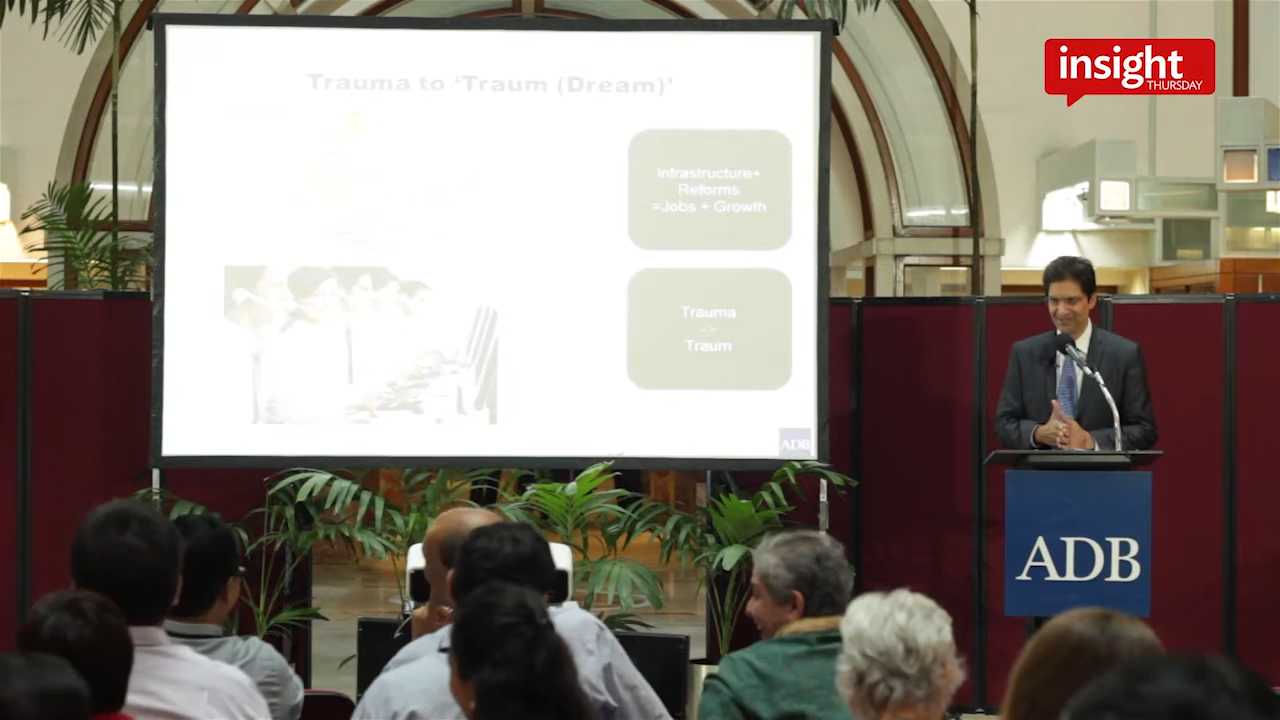 insight
THURSDAY
Trauma to 'Traum (Dream)'
Infrastructure+
Reforms
=Jobs + Growth
Trauma
->
Traum
ADB
ADB